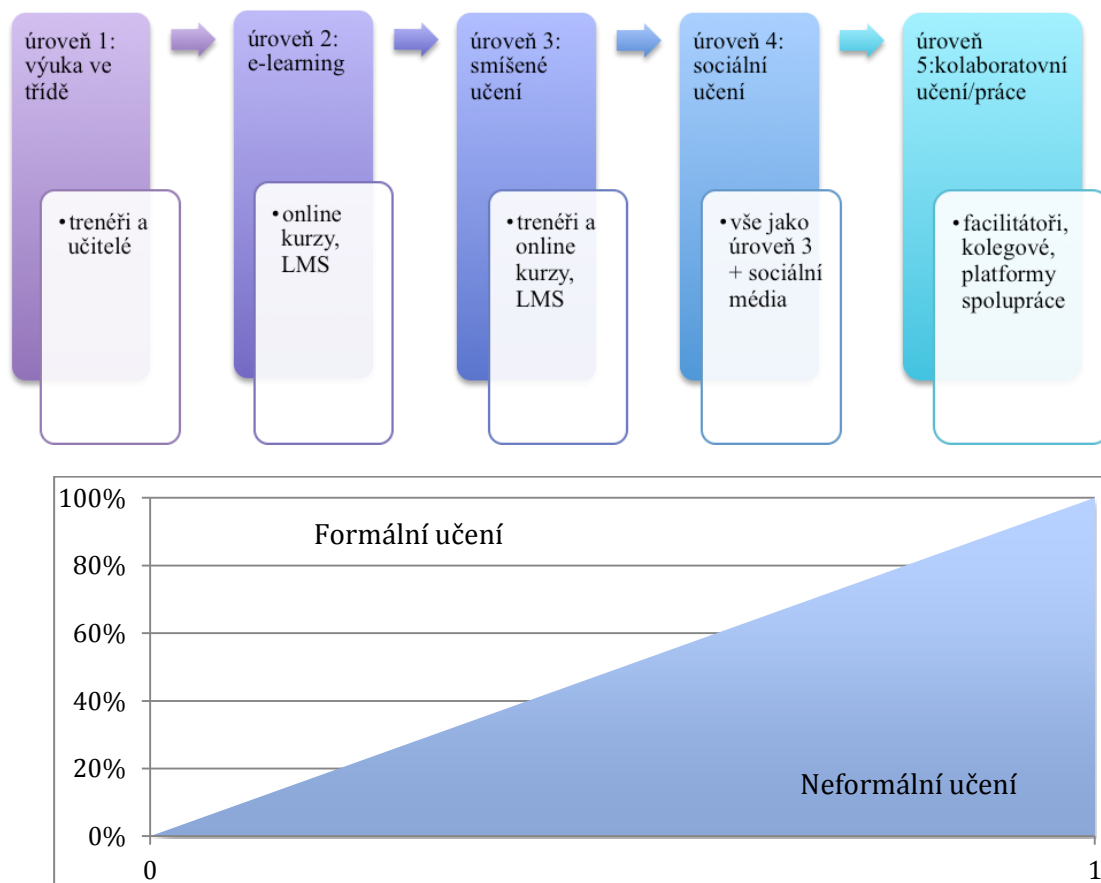 úroveň 1:
výuka ve
třídě
úroveň 2:
e-learning
úroveň 3:
smíšené
učení
úroveň 4:
sociální
učení
úroveň
5:kolaboratovní
učení/práce
• trenéři a
učitelé
• online
kurzy,
LMS
• trenéři a
online
kurzy,
LMS
• vše jako
úroveň 3
+ sociální
média
• facilitátoři,
kolegové,
platformy
spolupráce
100%
80%
60%
40%
20%
0%
Formální učení
Neformální učení
0
1